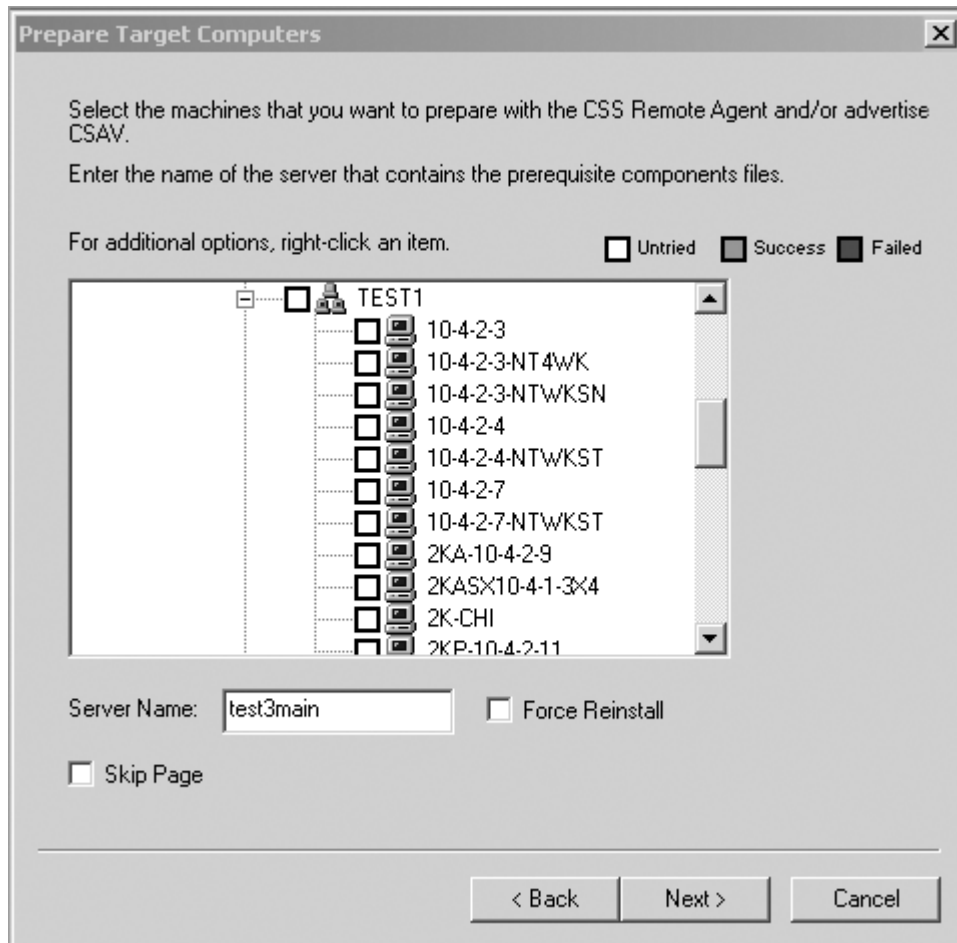 Prepare Target Computers
Select the machines that you want to prepare with the CSS Remote Agent and/or advertise
CSAV.
Enter the name of the server that contains the prerequisite components files.
For additional options, right-click an item.
Untried Success Failed
TEST1
10-4-2-3
10-4-2-3-NT4WK
10-4-2-3-NTWKSN
10-4-2-4
10-4-2-4-NTWKST
10-4-2-7
10-4-2-7-NTWKST
2KA-10-4-2-9
2KASX10-4-1-3X4
2K-CHI
2KP-10-4-2-11
Server Name: test3main Force Reinstall
Skip Page
< Back Next > Cancel